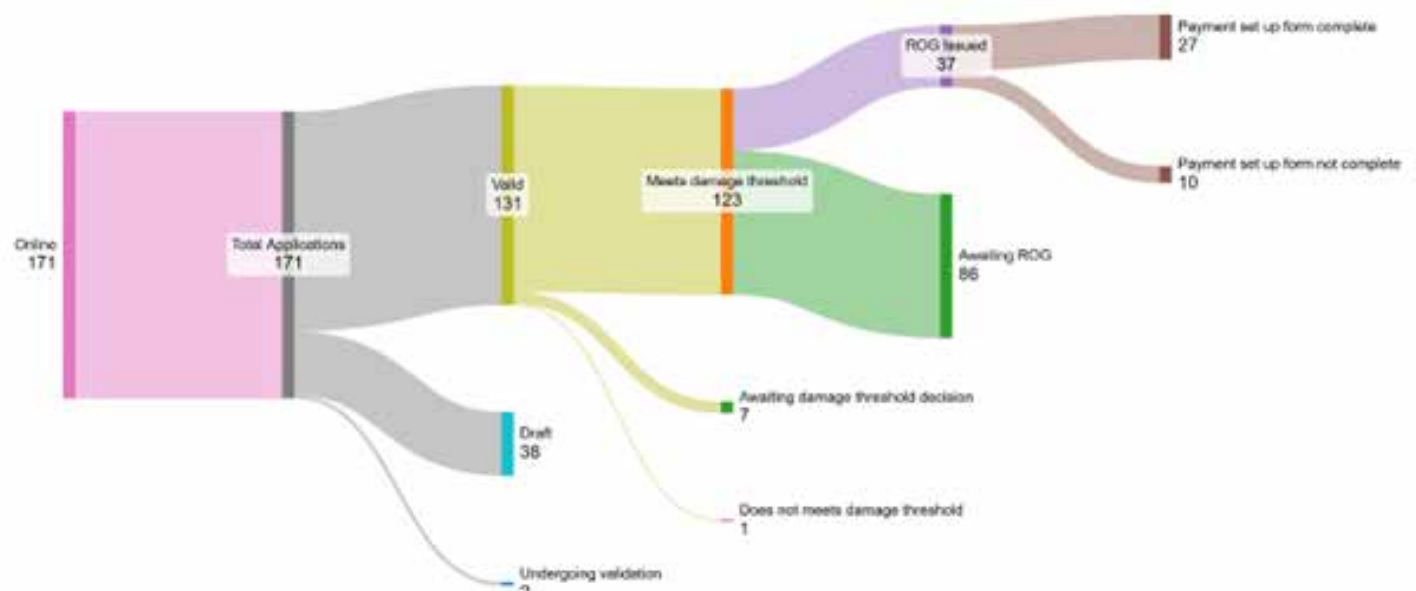 Payment set up form complete
27
ROG Issued
37
Payment set up form not complete
10
Valid
131
Meets damage threshold
123
Online
171
Total Applications
171
Awaiting ROG
86
Awaiting damage threshold decision
7
Draft
38
Does not meets damage threshold
1
Undergoing validation